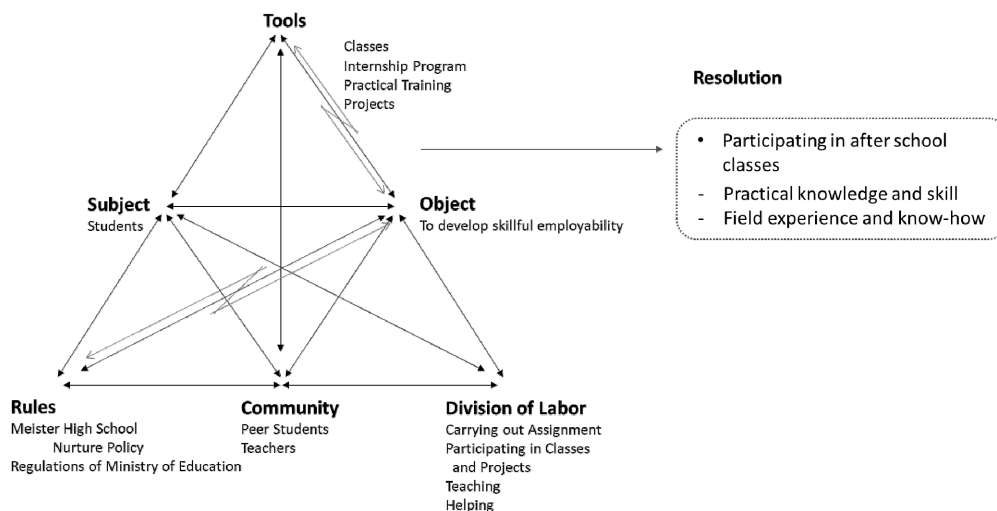 Tools
Classes
Internship Program
Practical Training
Projects
Resolution
• Participating in after school
classes
- Practical knowledge and skill
- Field experience and know-how
Subject
Students
Object
To develop skillful employability
Rules
Meister High School
Nurture Policy
Regulations of Ministry of Education
Community
Peer Students
Teachers
Division of Labor
Carrying out Assignment
Participating in Classes
and Projects
Teaching
Helping